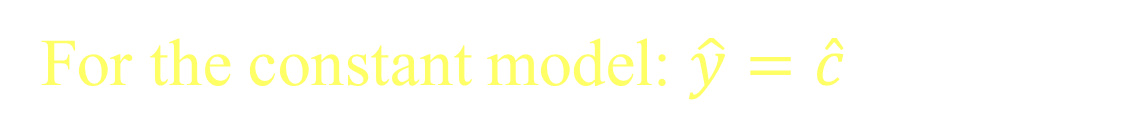 For the constant model: ŷ = ĉ